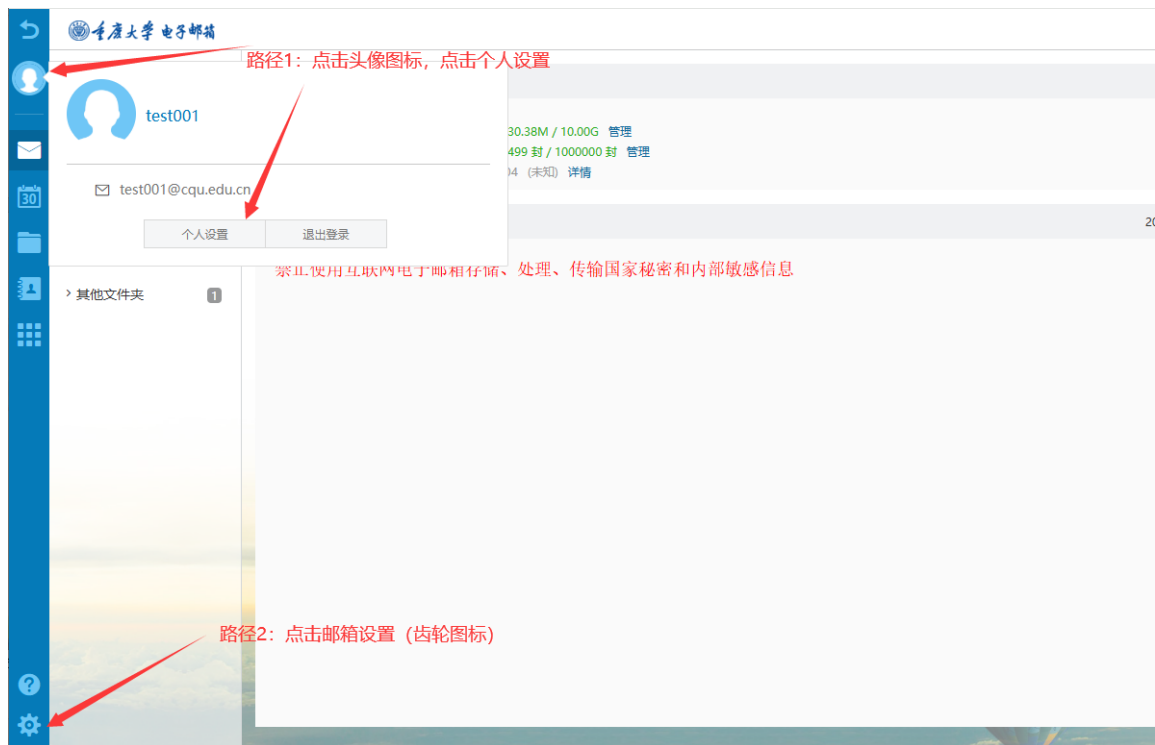 重庆大学 电子邮箱
路径1：点击头像图标，点击个人设置
test001
30.38M / 10.00G 管理
499 封 / 1000000 封 管理
04 (未知) 详情
30
test001@cqu.edu.cn
个人设置 退出登录
20
禁止使用互联网电子邮箱存储、处理、传输国家秘密和内部敏感信息
其他文件夹 1
路径2：点击邮箱设置（齿轮图标）